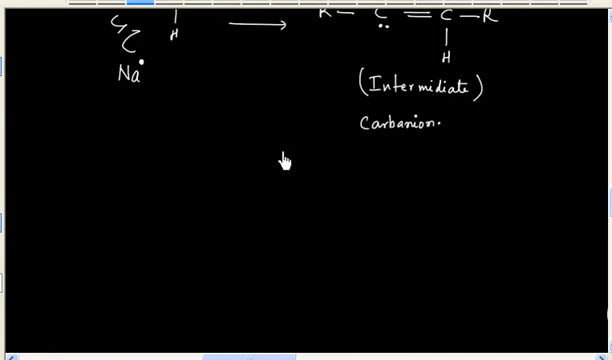 R — C = C — R
H
H
Na
(Intermidiate)
Carbanion.